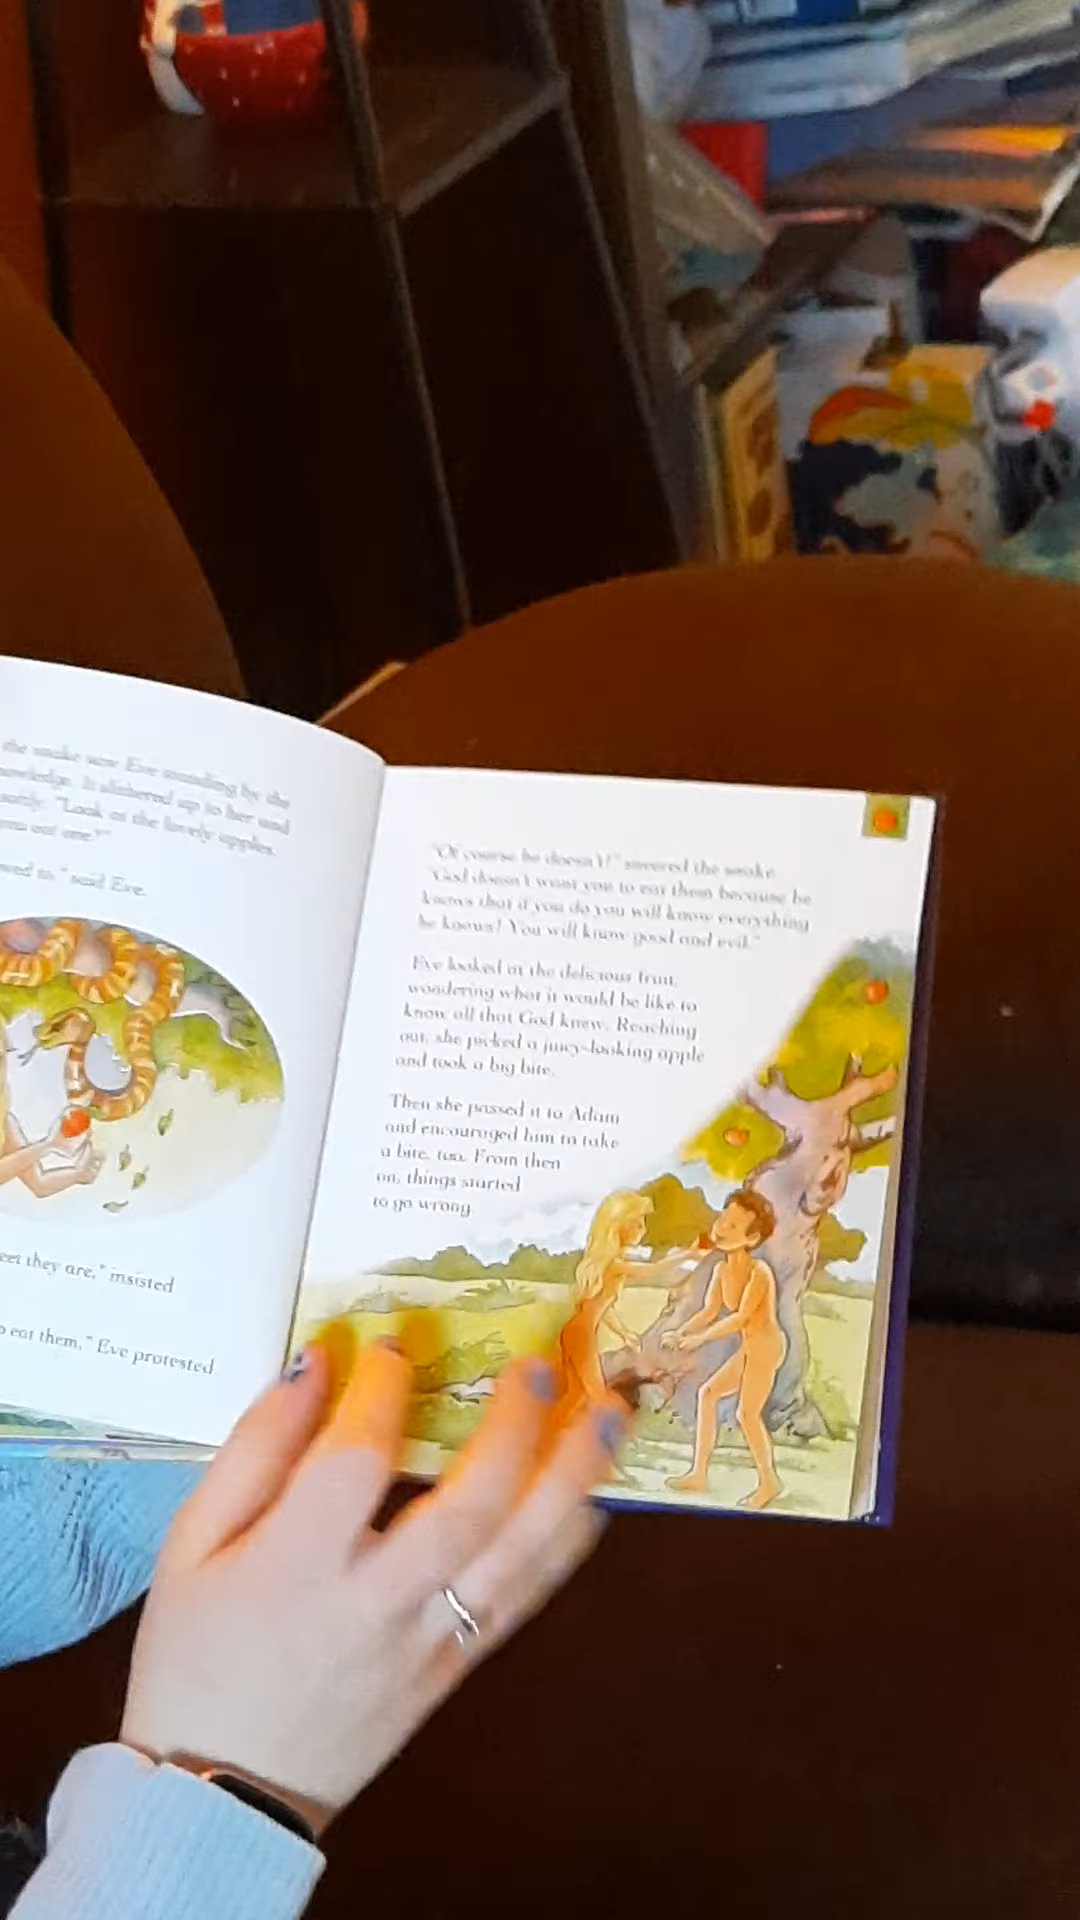 the snake saw Eve standing by the
owledge. It slithered up to her and
softly. "Look at the lovely apples.
you eat one?"
wed to," said Eve.
eet they are," insisted
o eat them," Eve protested.
"Of course he doesn't!" sneered the snake.
"God doesn't want you to eat them because he
knows that if you do you will know everything
he knows! You will know good and evil."
Eve looked at the delicious fruit,
wondering what it would be like to
know all that God knew. Reaching
out, she picked a juicy-looking apple
and took a big bite.
Then she passed it to Adam
and encouraged him to take
a bite, too. From then
on, things started
to go wrong.